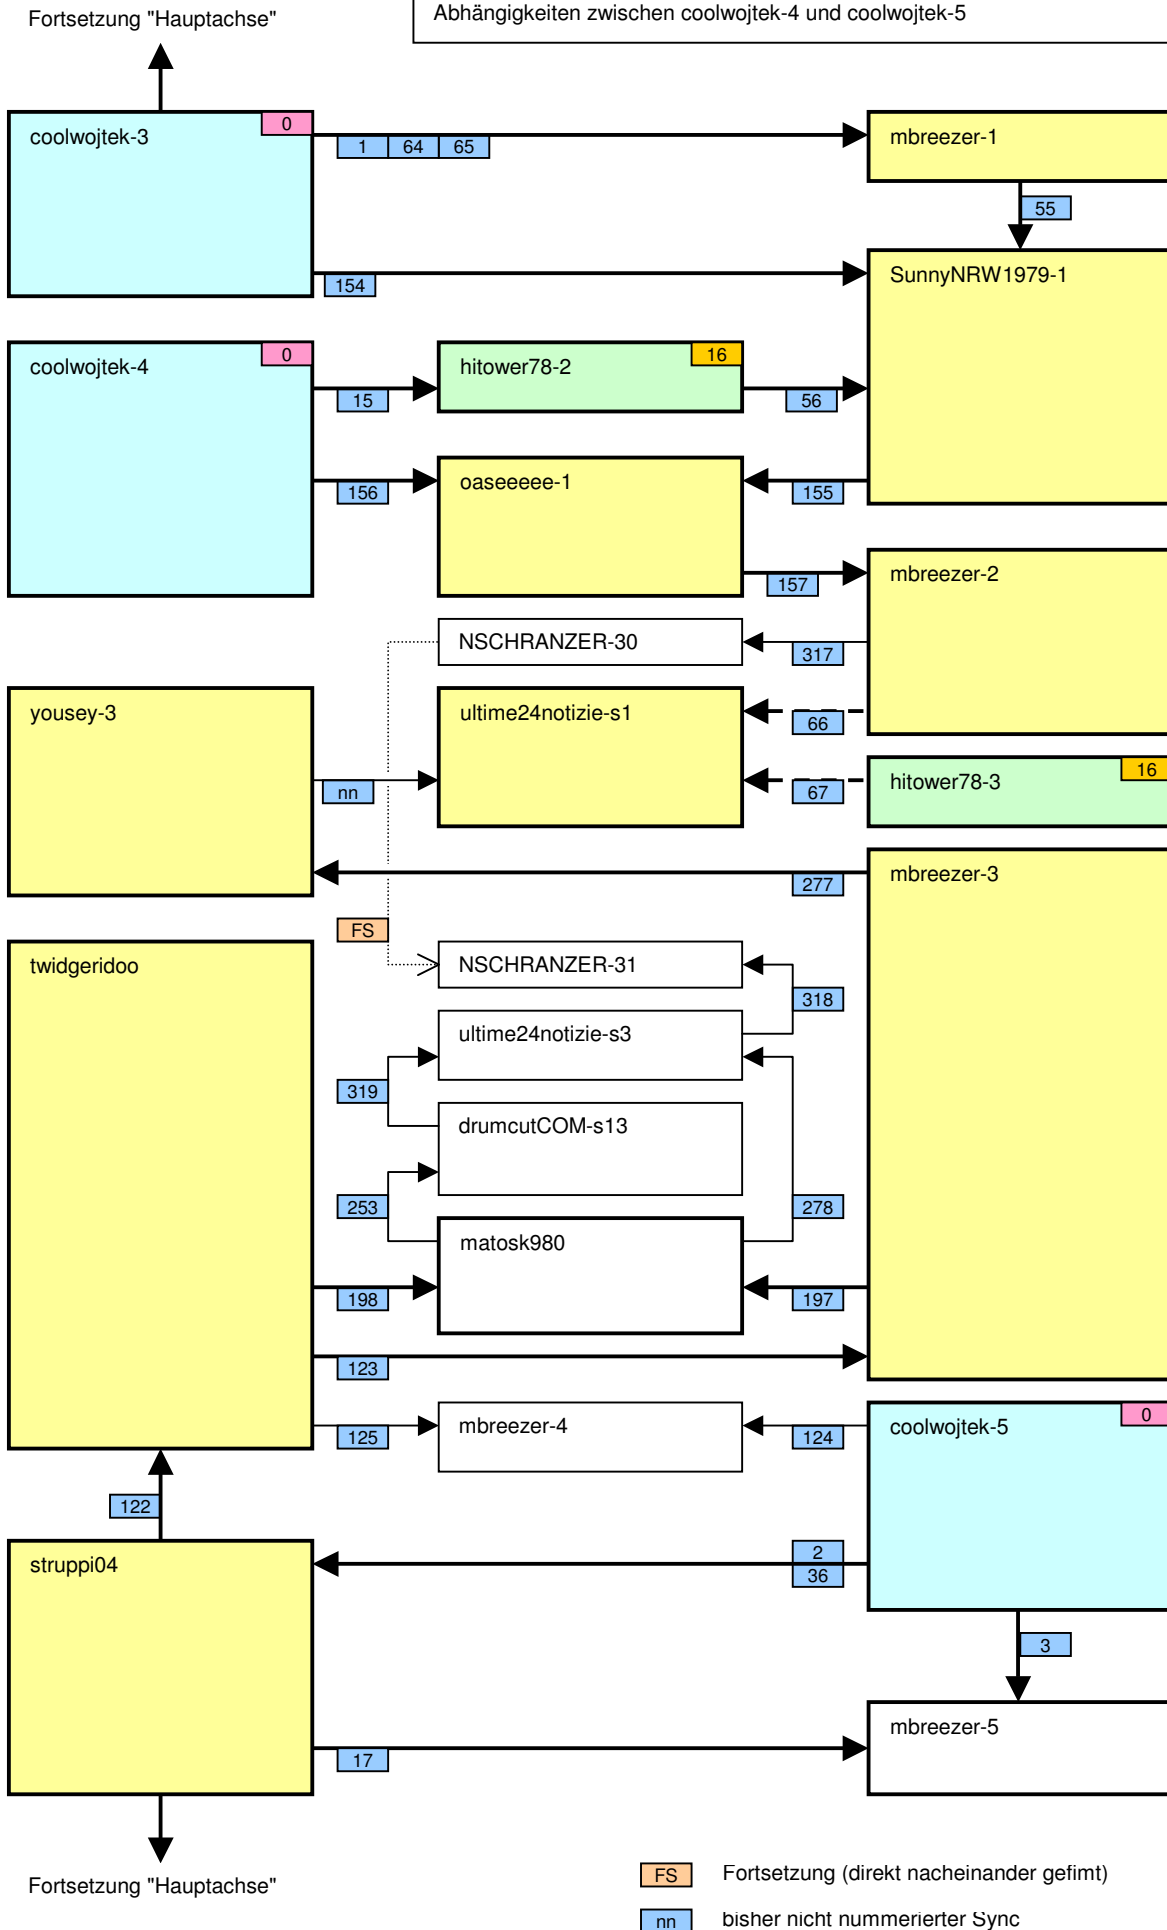 Fortsetzung "Hauptachse"
Abhängigkeiten zwischen coolwojtek-4 und coolwojtek-5
coolwojtek-3
0
1
64
65
mbreezer-1
55
154
SunnyNRW1979-1
coolwojtek-4
0
15
hitower78-2
16
56
156
oaseeeee-1
155
157
mbreezer-2
NSCHRANZER-30
317
yousey-3
nn
ultime24notizie-s1
66
67
hitower78-3
16
277
mbreezer-3
FS
twidgeridoo
NSCHRANZER-31
318
ultime24notizie-s3
319
drumcutCOM-s13
253
278
matosk980
198
197
123
125
mbreezer-4
124
coolwojtek-5
0
122
struppi04
2
36
3
17
mbreezer-5
Fortsetzung "Hauptachse"
FS
Fortsetzung (direkt nacheinander gefimt)
nn
bisher nicht nummerierter Sync